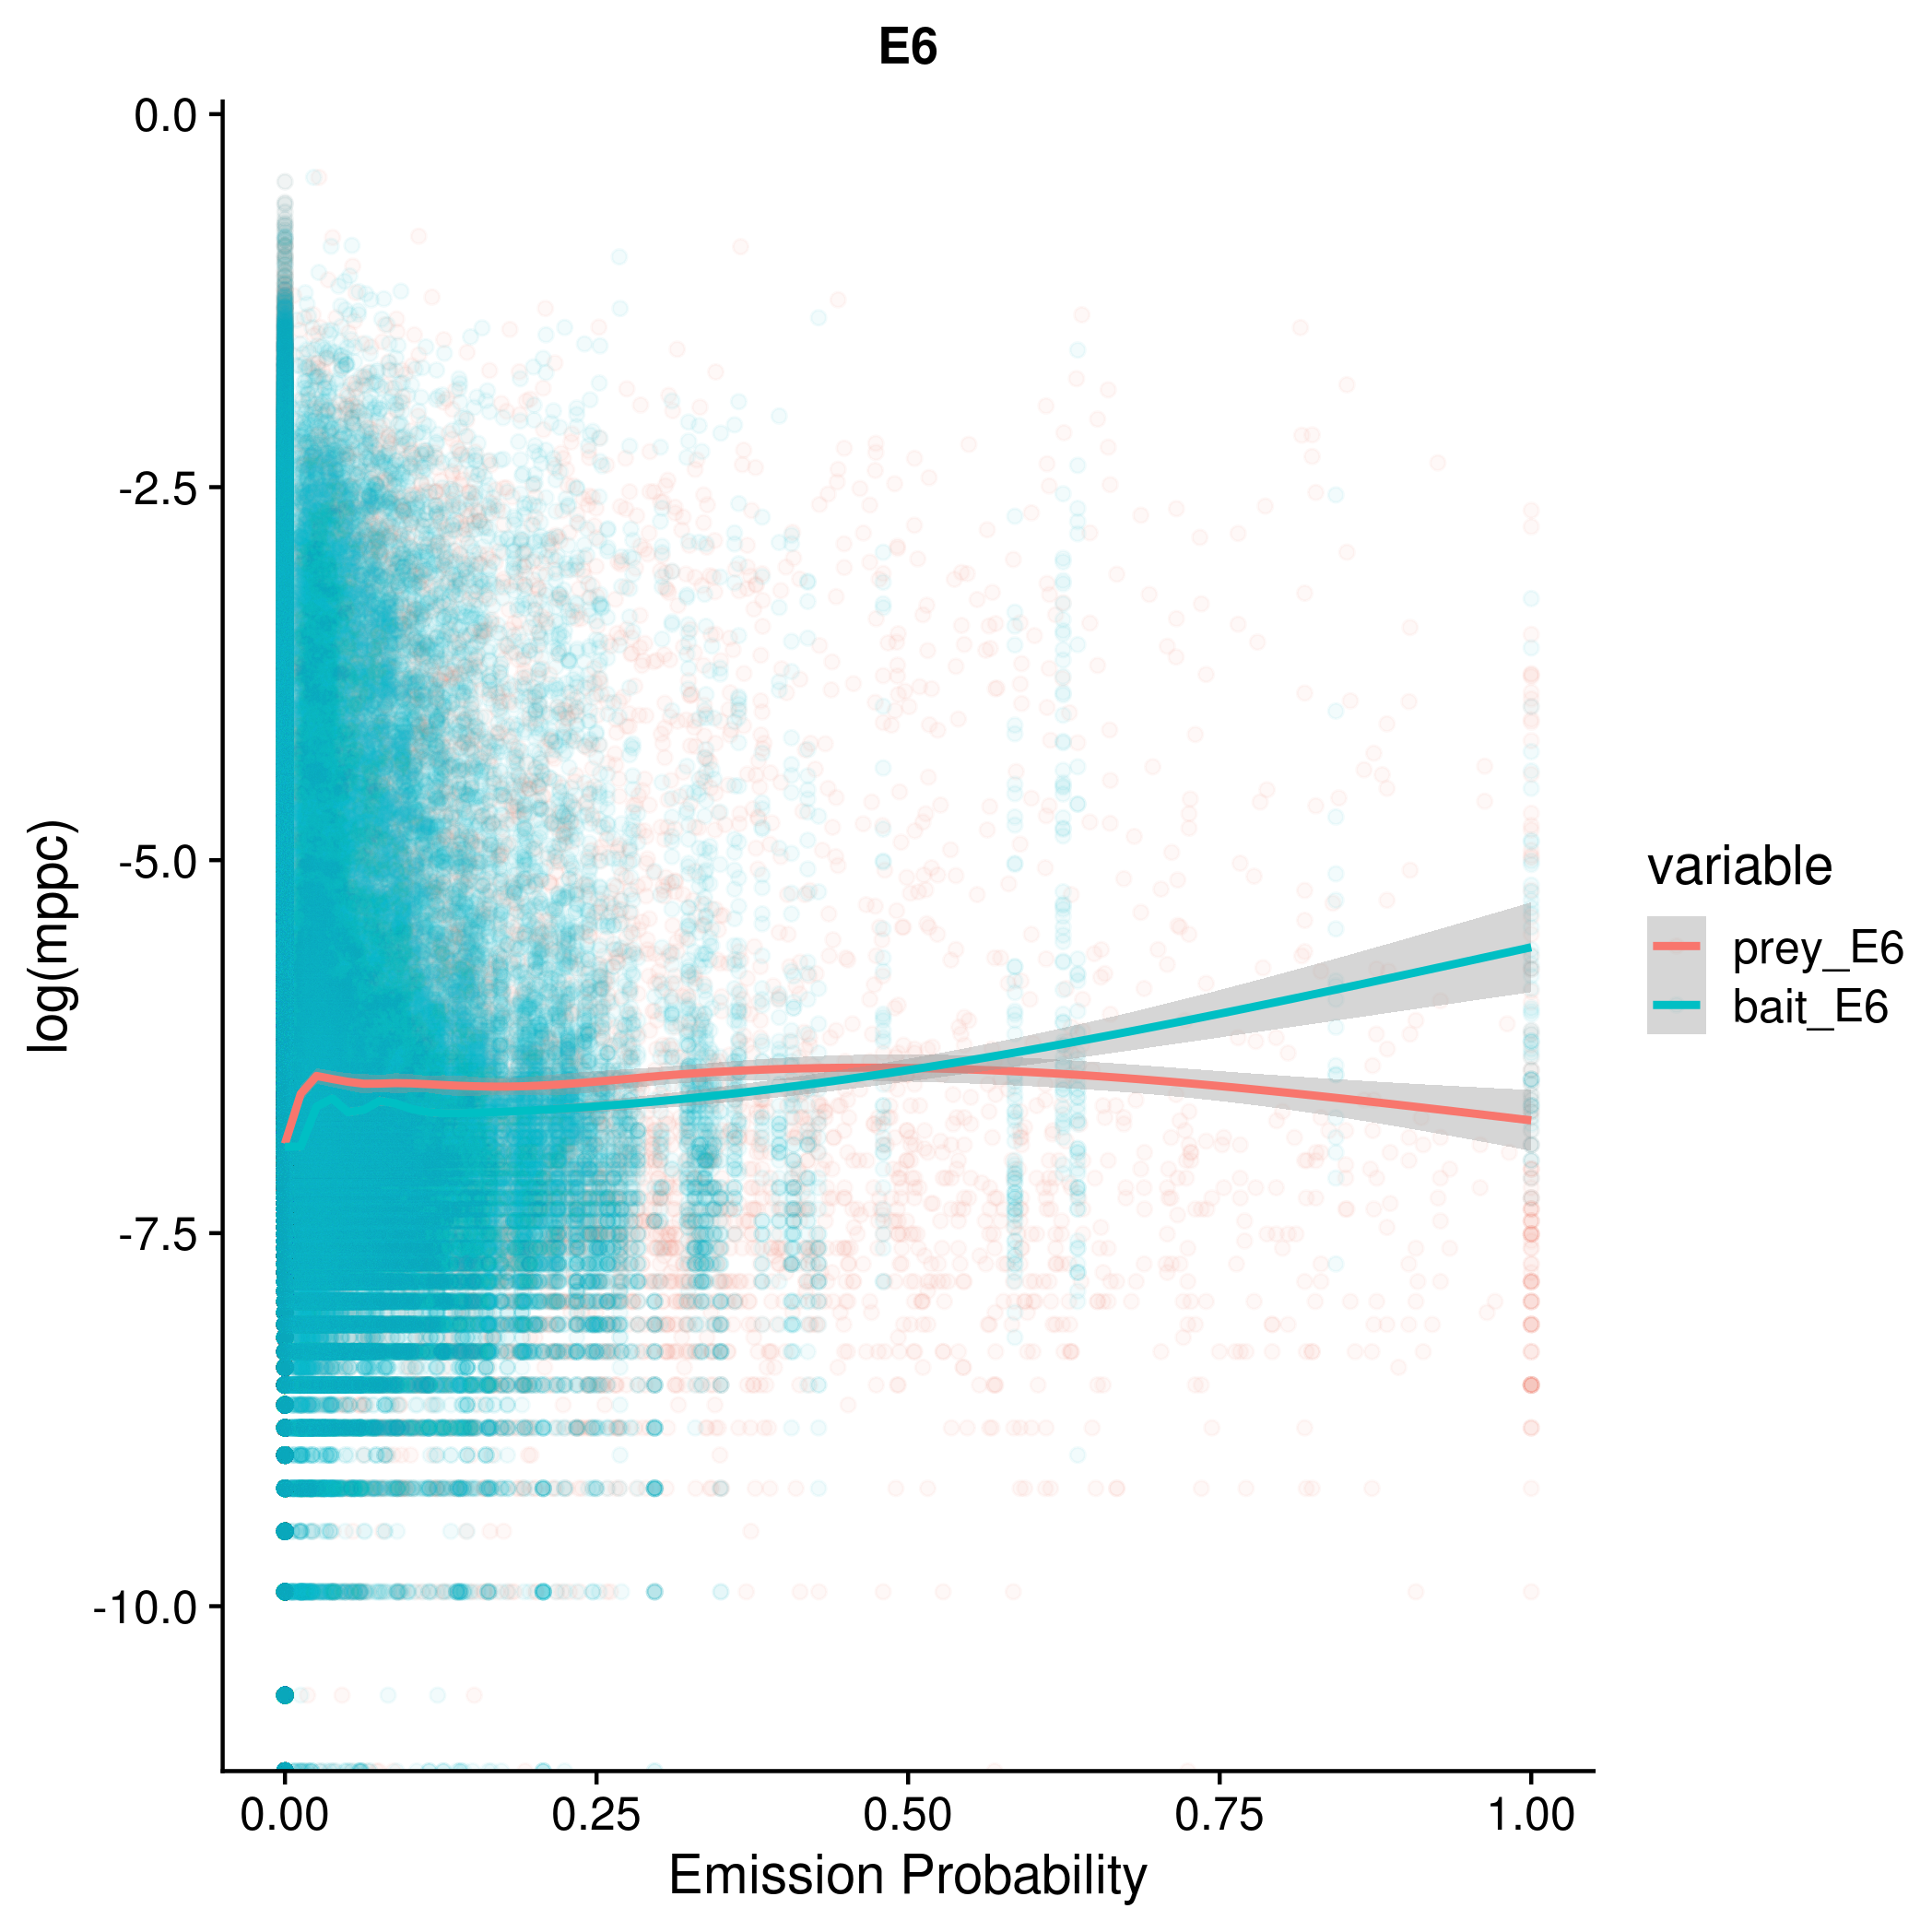 E6
0.0
-2.5
-5.0
-7.5
-10.0
log(mppc)
0.00 0.25 0.50 0.75 1.00
Emission Probability
variable
prey_E6
bait_E6